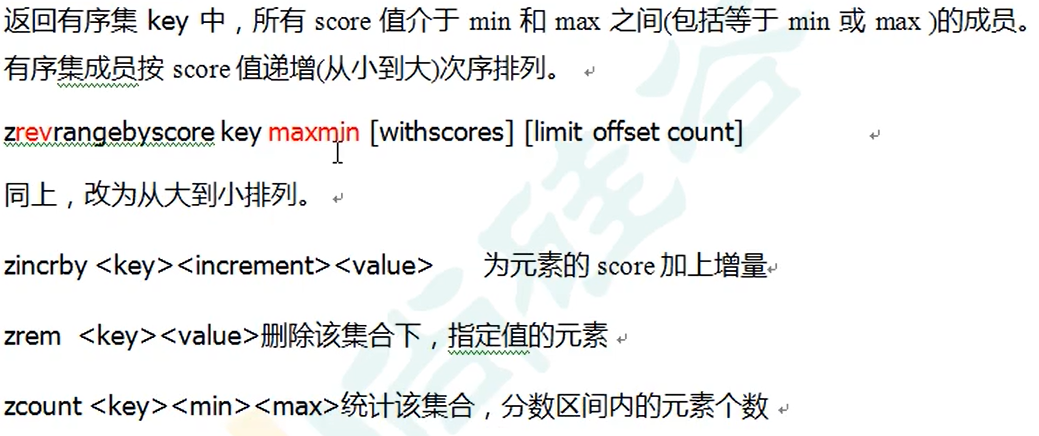 返回有序集 key 中，所有 score 值介于 min 和 max 之间(包括等于 min 或 max )的成员。
有序集成员按 score 值递增(从小到大)次序排列。
zrevrangebyscore key maxmin [withscores] [limit offset count]
同上，改为从大到小排列。
zincrby <key><increment><value> 为元素的 score 加上增量
zrem <key><value>删除该集合下，指定值的元素
zcount <key><min><max>统计该集合，分数区间内的元素个数
尚硅谷